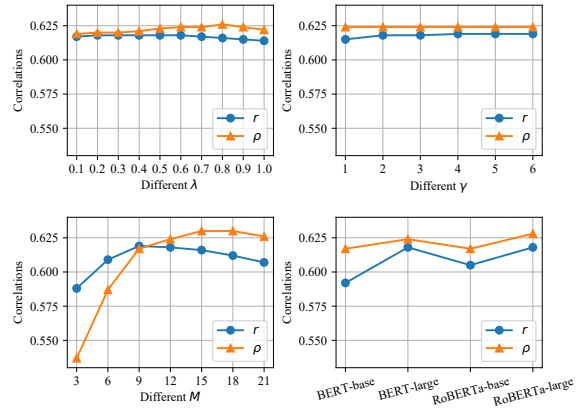 0.625
0.600
0.575
0.550
Correlations
r
ρ
0.1 0.2 0.3 0.4 0.5 0.6 0.7 0.8 0.9 1.0
Different λ
0.625
0.600
0.575
0.550
Correlations
r
ρ
1 2 3 4 5 6
Different γ
0.625
0.600
0.575
0.550
Correlations
r
ρ
3 6 9 12 15 18 21
Different M
0.625
0.600
0.575
0.550
Correlations
r
ρ
BERT-base
BERT-large
RoBERTa-base
RoBERTa-large